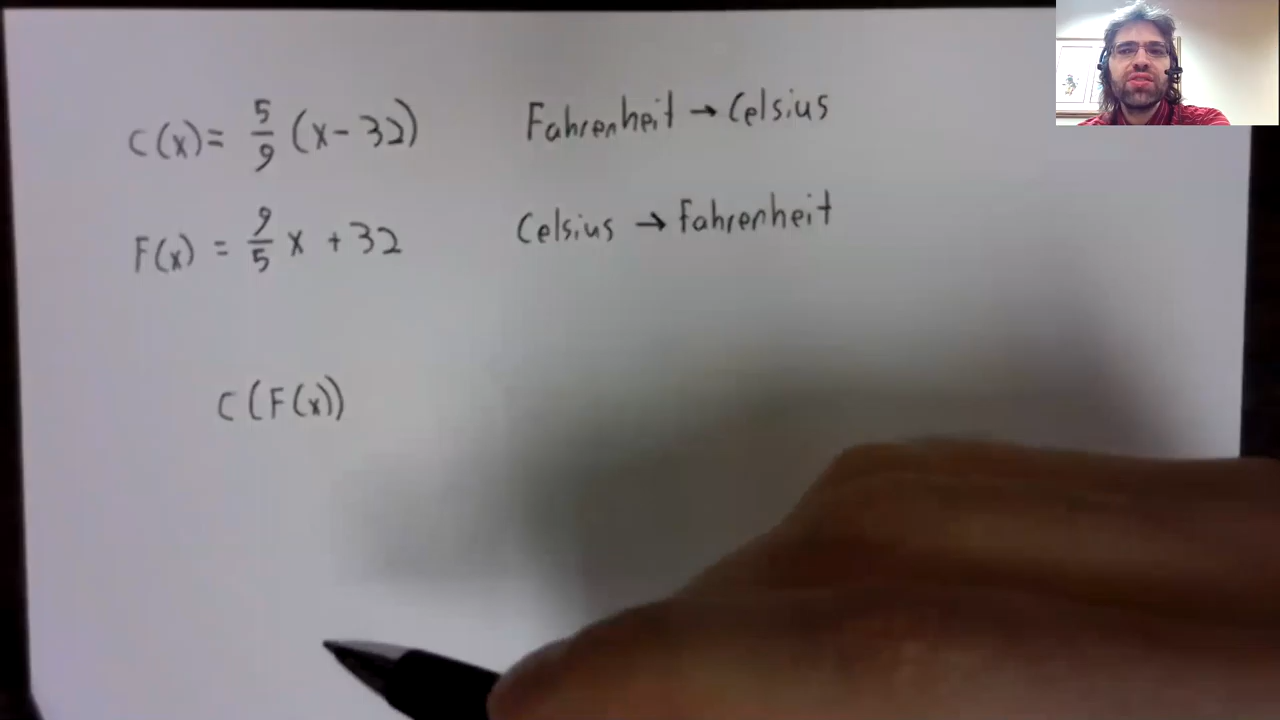 C(x) = 5/9 (x - 32) Fahrenheit → Celsius
F(x) = 9/5 x + 32 Celsius → Fahrenheit
C(F(x))